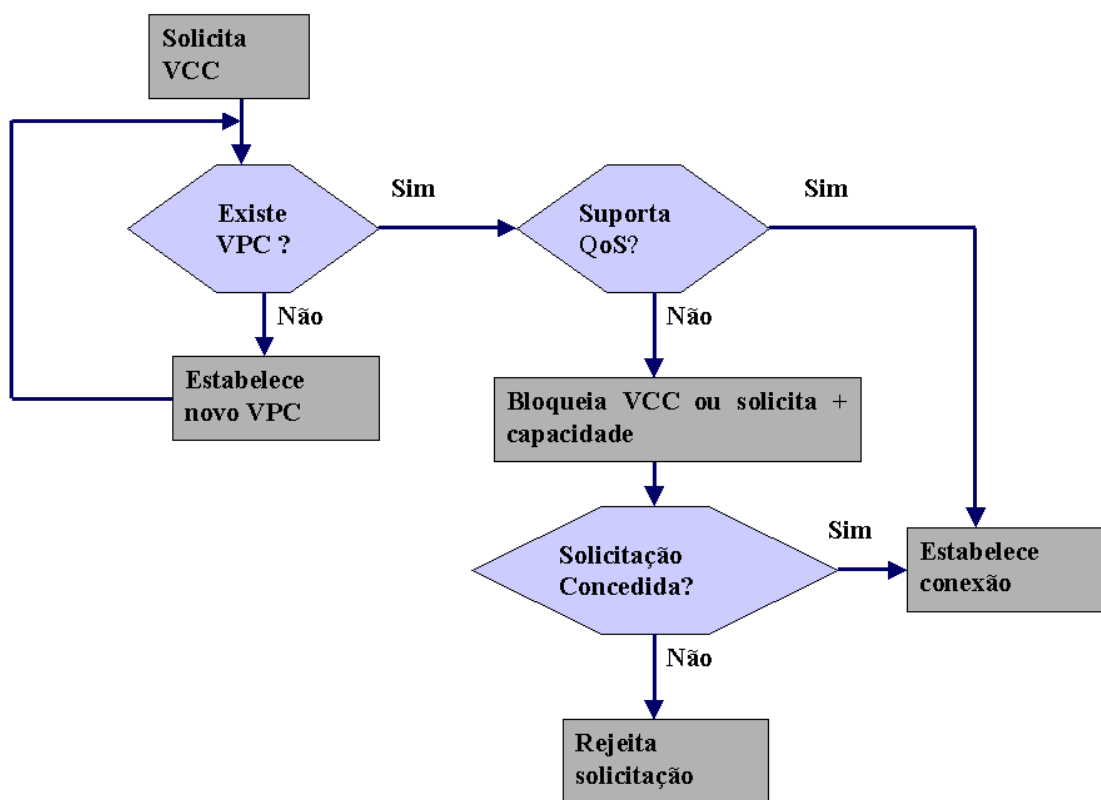 Solicita
VCC
Existe
VPC ?
Sim
Suporta
QoS?
Sim
Não
Estabelece
novo VPC
Não
Bloqueia VCC ou solicita +
capacidade
Solicitação
Concedida?
Sim
Estabelece
conexão
Não
Rejeita
solicitação